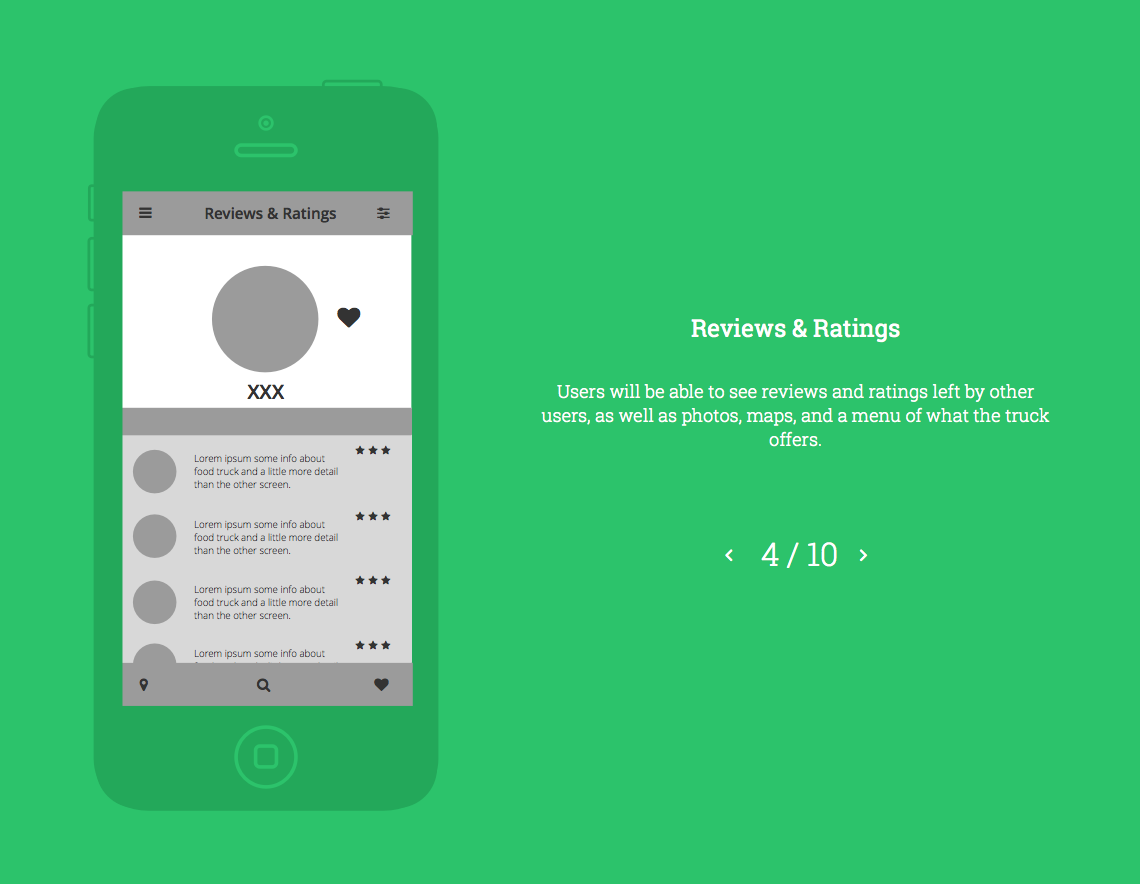 Reviews & Ratings
XXX
Lorem ipsum some info about
food truck and a little more detail
than the other screen.
Lorem ipsum some info about
food truck and a little more detail
than the other screen.
Lorem ipsum some info about
food truck and a little more detail
than the other screen.
Lorem ipsum some info about
Reviews & Ratings
Users will be able to see reviews and ratings left by other
users, as well as photos, maps, and a menu of what the truck
offers.
4 / 10